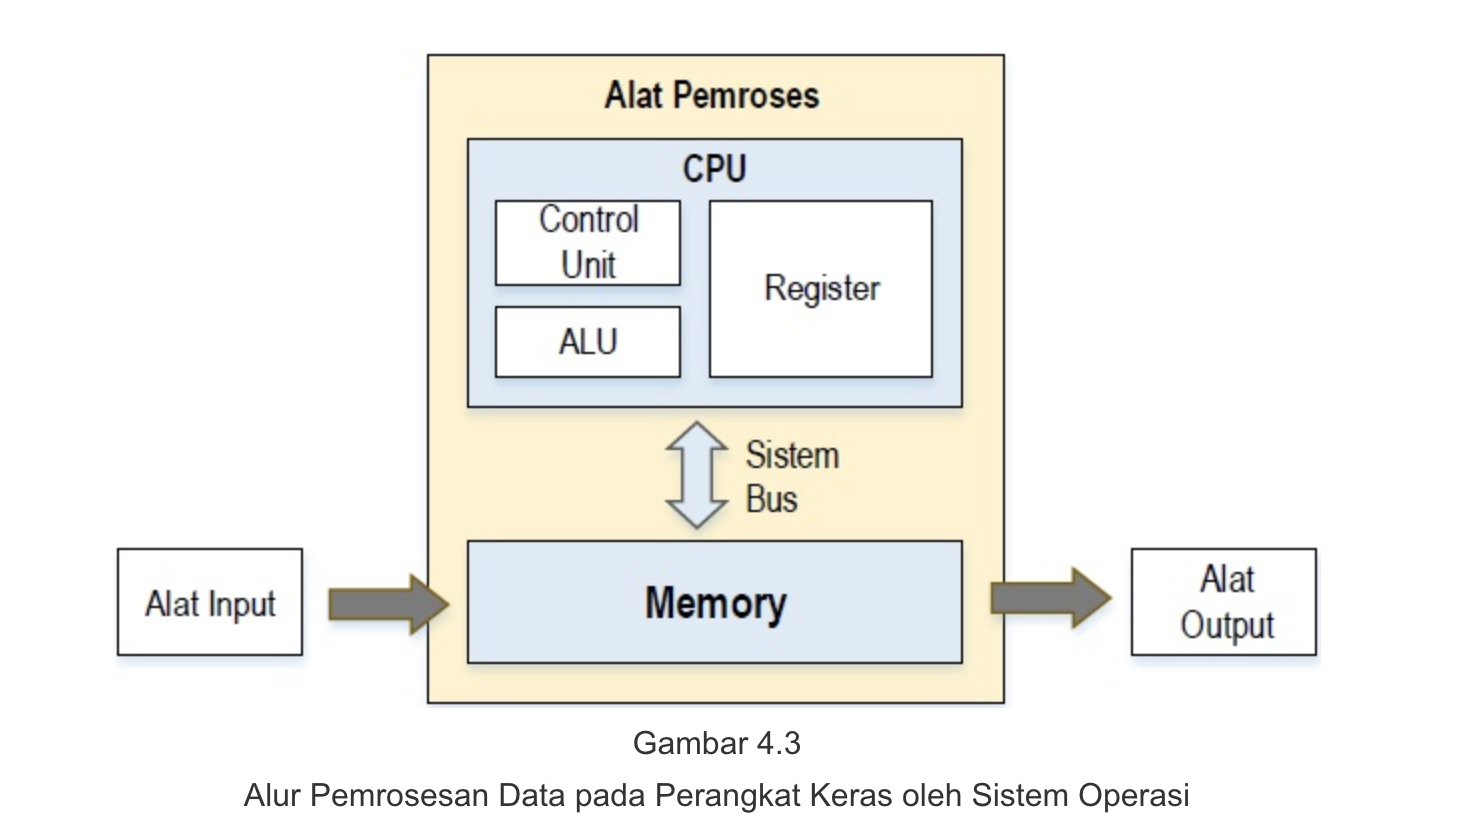 Alat Pemroses
CPU
Control
Unit
ALU
Register
Sistem
Bus
Alat Input
Memory
Alat
Output
Gambar 4.3
Alur Pemrosesan Data pada Perangkat Keras oleh Sistem Operasi